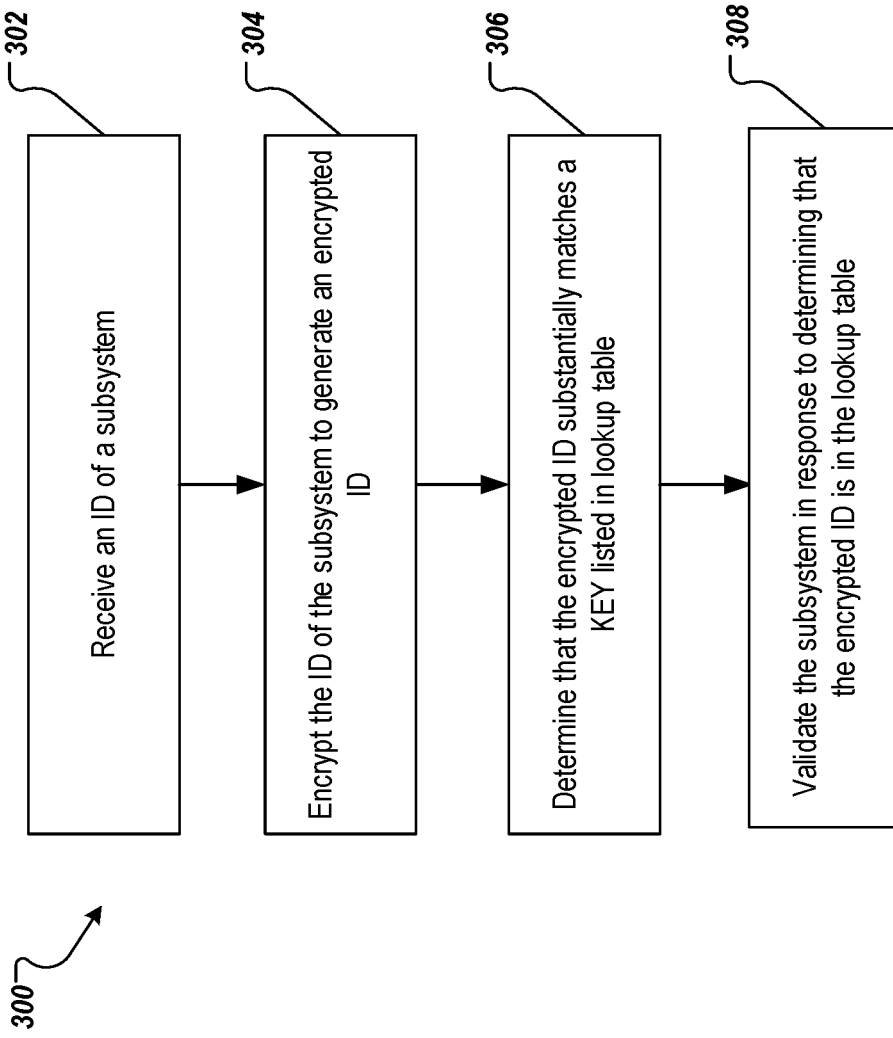 300
302
Receive an ID of a subsystem
304
Encrypt the ID of the subsystem to generate an encrypted
ID
306
Determine that the encrypted ID substantially matches a
KEY listed in lookup table
308
Validate the subsystem in response to determining that
the encrypted ID is in the lookup table